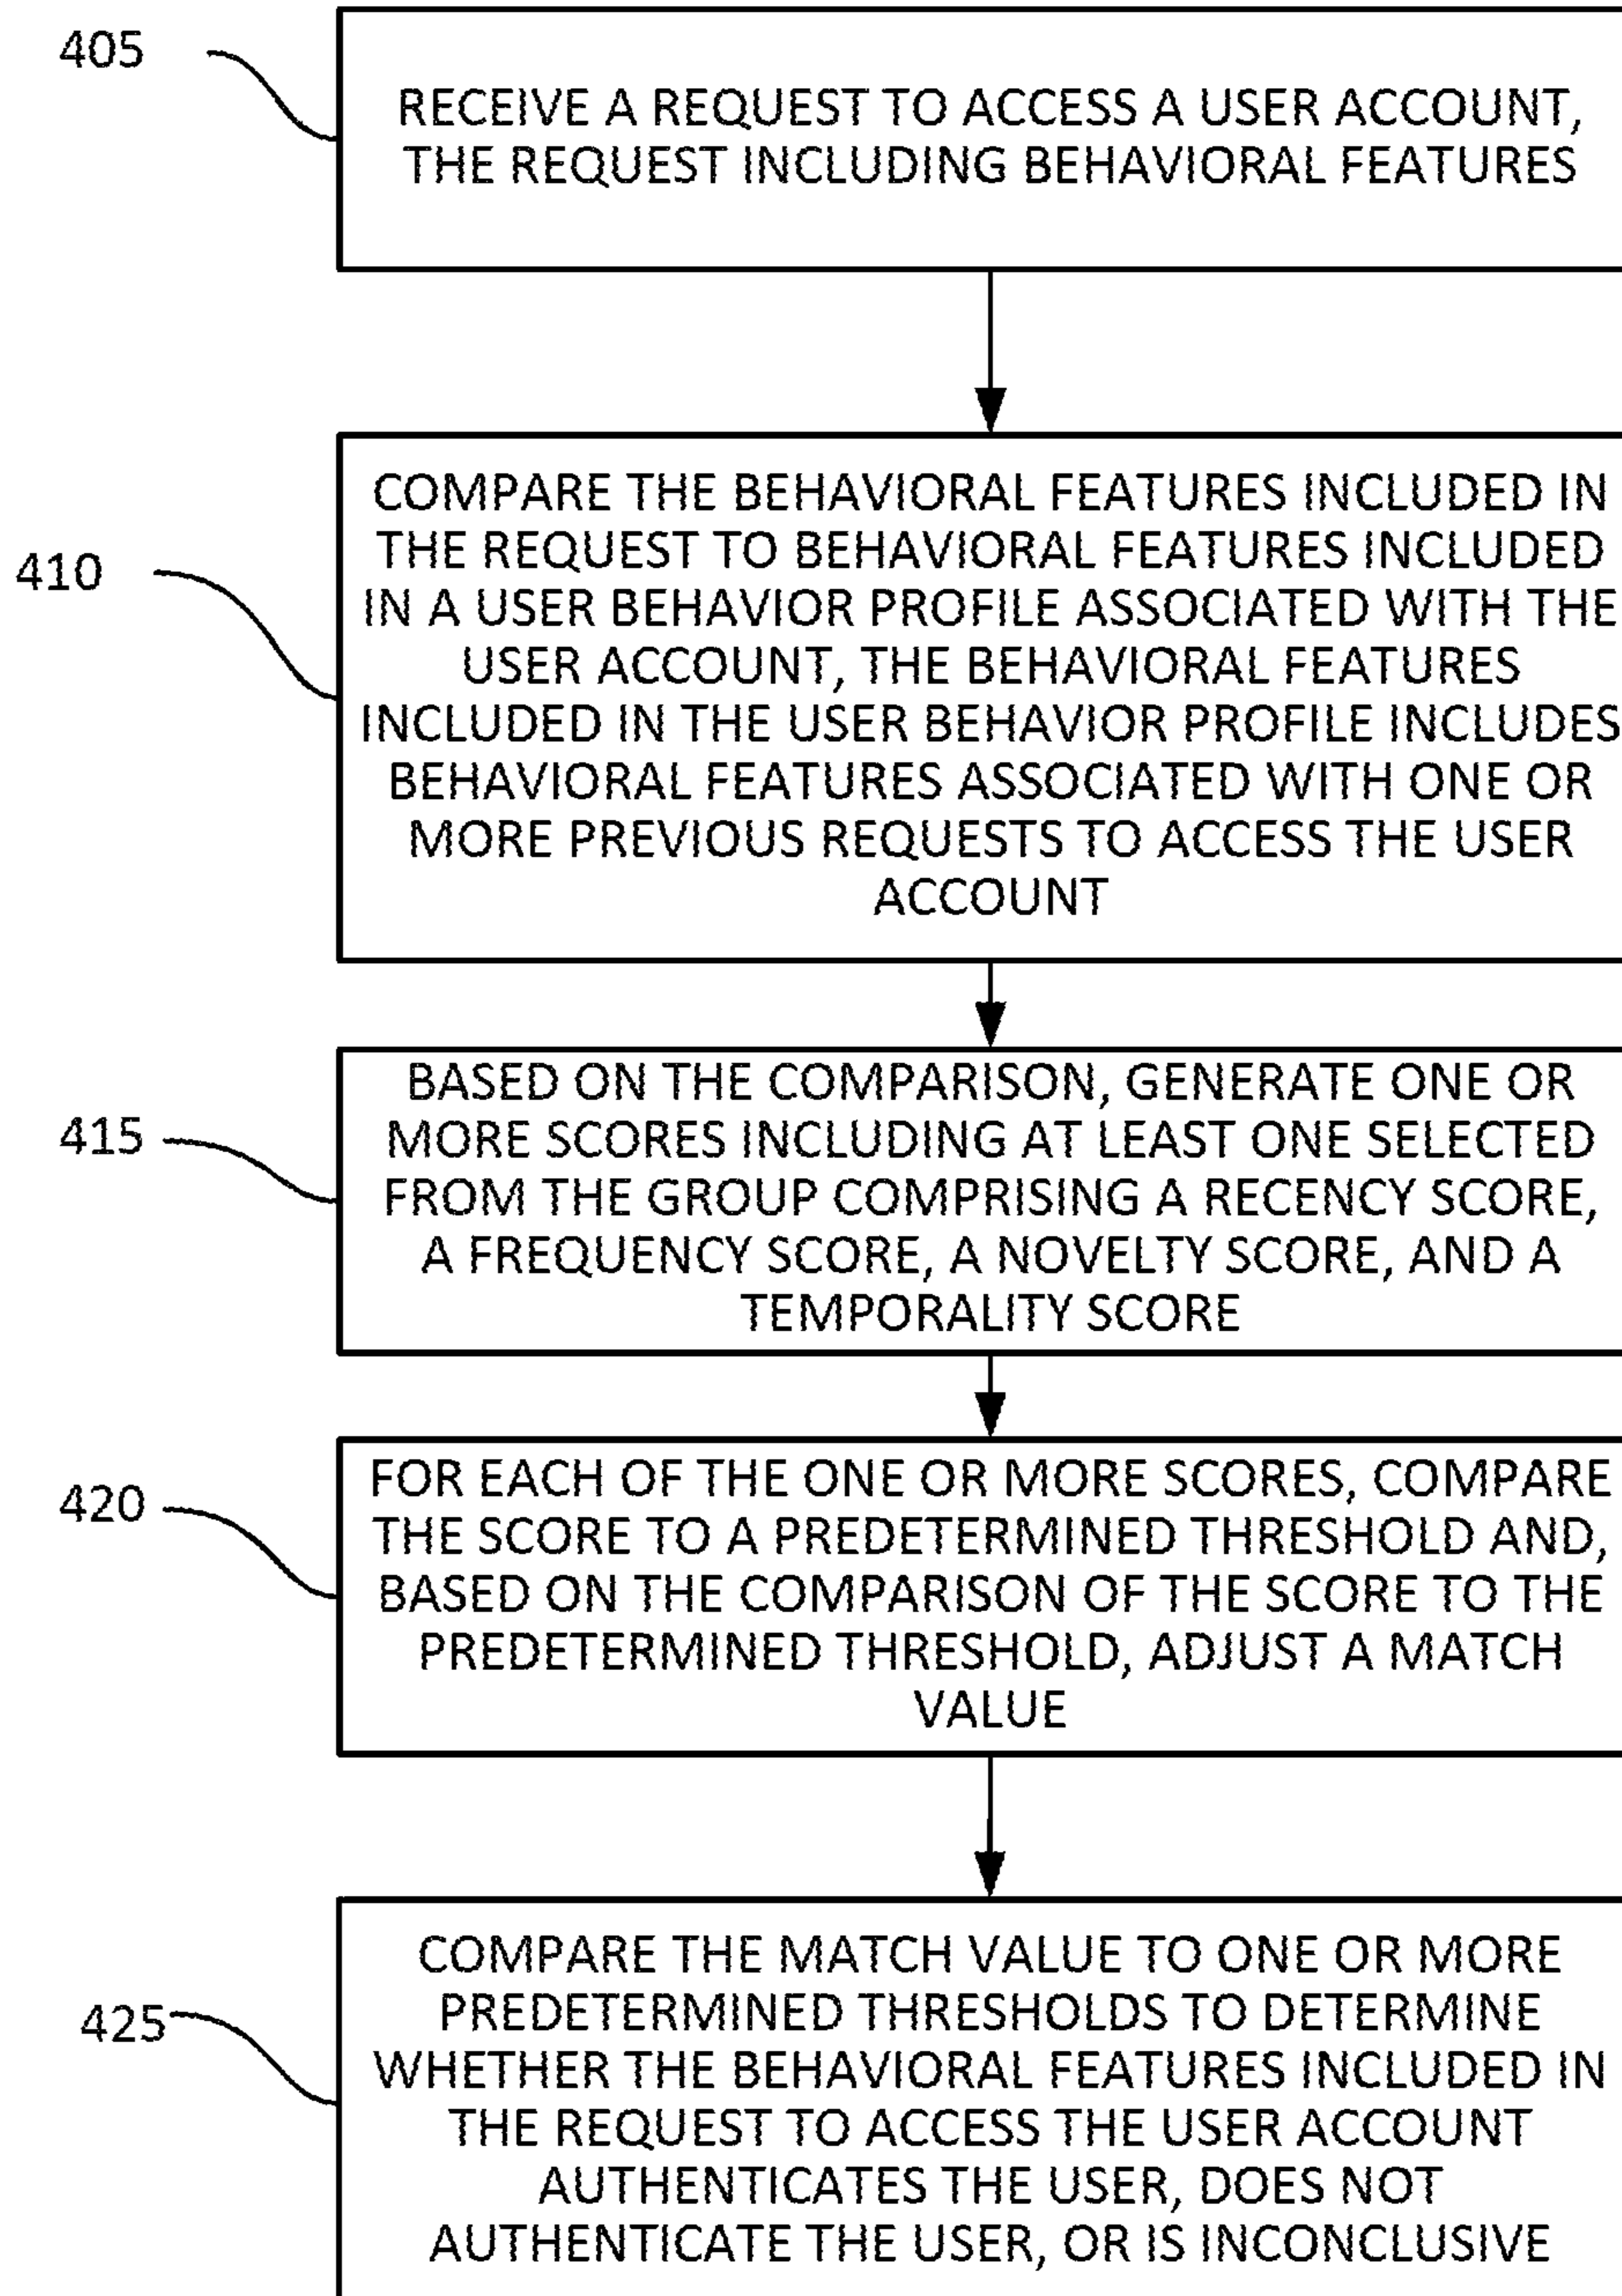 405
RECEIVE A REQUEST TO ACCESS A USER ACCOUNT,
THE REQUEST INCLUDING BEHAVIORAL FEATURES
410
COMPARE THE BEHAVIORAL FEATURES INCLUDED IN
THE REQUEST TO BEHAVIORAL FEATURES INCLUDED
IN A USER BEHAVIOR PROFILE ASSOCIATED WITH THE
USER ACCOUNT, THE BEHAVIORAL FEATURES
INCLUDED IN THE USER BEHAVIOR PROFILE INCLUDES
BEHAVIORAL FEATURES ASSOCIATED WITH ONE OR
MORE PREVIOUS REQUESTS TO ACCESS THE USER
ACCOUNT
415
BASED ON THE COMPARISON, GENERATE ONE OR
MORE SCORES INCLUDING AT LEAST ONE SELECTED
FROM THE GROUP COMPRISING A RECENCY SCORE,
A FREQUENCY SCORE, A NOVELTY SCORE, AND A
TEMPORALITY SCORE
420
FOR EACH OF THE ONE OR MORE SCORES, COMPARE
THE SCORE TO A PREDETERMINED THRESHOLD AND,
BASED ON THE COMPARISON OF THE SCORE TO THE
PREDETERMINED THRESHOLD, ADJUST A MATCH
VALUE
425
COMPARE THE MATCH VALUE TO ONE OR MORE
PREDETERMINED THRESHOLDS TO DETERMINE
WHETHER THE BEHAVIORAL FEATURES INCLUDED IN
THE REQUEST TO ACCESS THE USER ACCOUNT
AUTHENTICATES THE USER, DOES NOT
AUTHENTICATE THE USER, OR IS INCONCLUSIVE